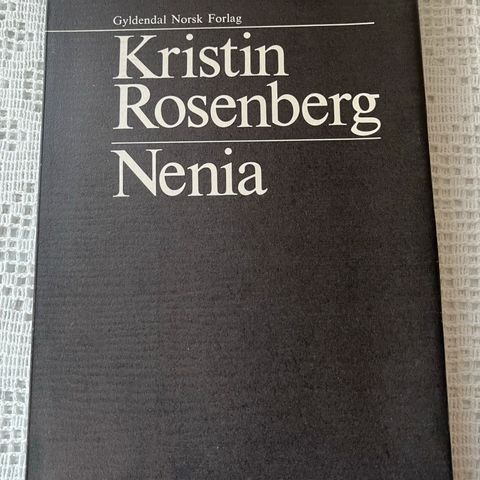 Gyldendal Norsk Forlag
Kristin
Rosenberg
Nenia